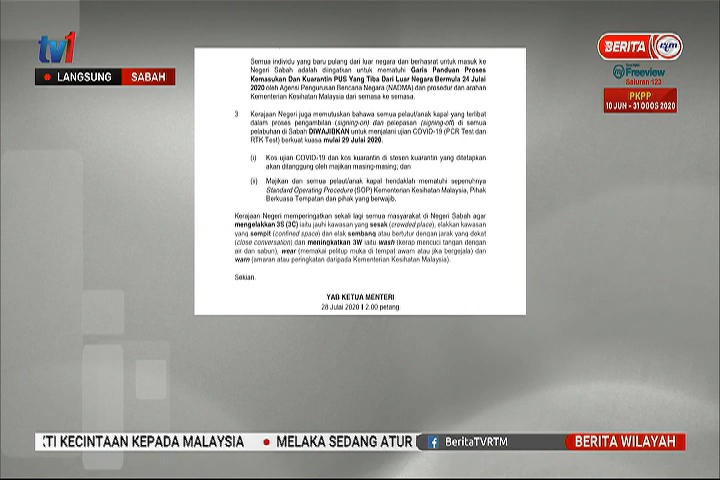 tv1
LANGSUNG SABAH
BERITA rtm
myFreeview
Saluran 123
PKPP
10 JUN - 31 OGOS 2020
Semua individu yang baru pulang dari luar negara dan berhasrat untuk masuk ke
Negeri Sabah adalah diingatkan untuk mematuhi Garis Panduan Proses
Kemasukan Dan Kuarantin PUS Yang Tiba Dari Luar Negara Bermula 24 Julai
2020 oleh Agensi Pengurusan Bencana Negara (NADMA) dan prosedur dan arahan
Kementerian Kesihatan Malaysia dari semasa ke semasa.
3 Kerajaan Negeri juga memutuskan bahawa semua pelaut/anak kapal yang terlibat
dalam proses pengambilan (signing-on) dan pelepasan (signing-off) di semua
pelabuhan di Sabah DIWAJIBKAN untuk menjalani ujian COVID-19 (PCR Test dan
RTK Test) berkuat kuasa mulai 29 Julai 2020.
(i) Kos ujian COVID-19 dan kos kuarantin di stesen kuarantin yang ditetapkan
akan ditanggung oleh majikan masing-masing; dan
(ii) Majikan dan semua pelaut/anak kapal hendaklah mematuhi sepenuhnya
Standard Operating Procedure (SOP) Kementerian Kesihatan Malaysia, Pihak
Berkuasa Tempatan dan pihak yang berwajib.
Kerajaan Negeri memperingatkan sekali lagi semua masyarakat di Negeri Sabah agar
mengelakkan 3S (3C) iaitu jauhi kawasan yang sesak (crowded place), elakkan kawasan
yang sempit (confined space) dan elak sembang atau bertutur dengan jarak yang dekat
(close conversation) dan meningkatkan 3W iaitu wash (kerap mencuci tangan dengan
air dan sabun), wear (memakai pelitup muka di tempat awam atau jika bergejala) dan
warn (amaran atau peringatan daripada Kementerian Kesihatan Malaysia).
Sekian.
YAB KETUA MENTERI
28 Julai 2020 | 2.00 petang
KTI KECINTAAN KEPADA MALAYSIA • MELAKA SEDANG ATUR
BeritaTVRTM
BERITA WILAYAH